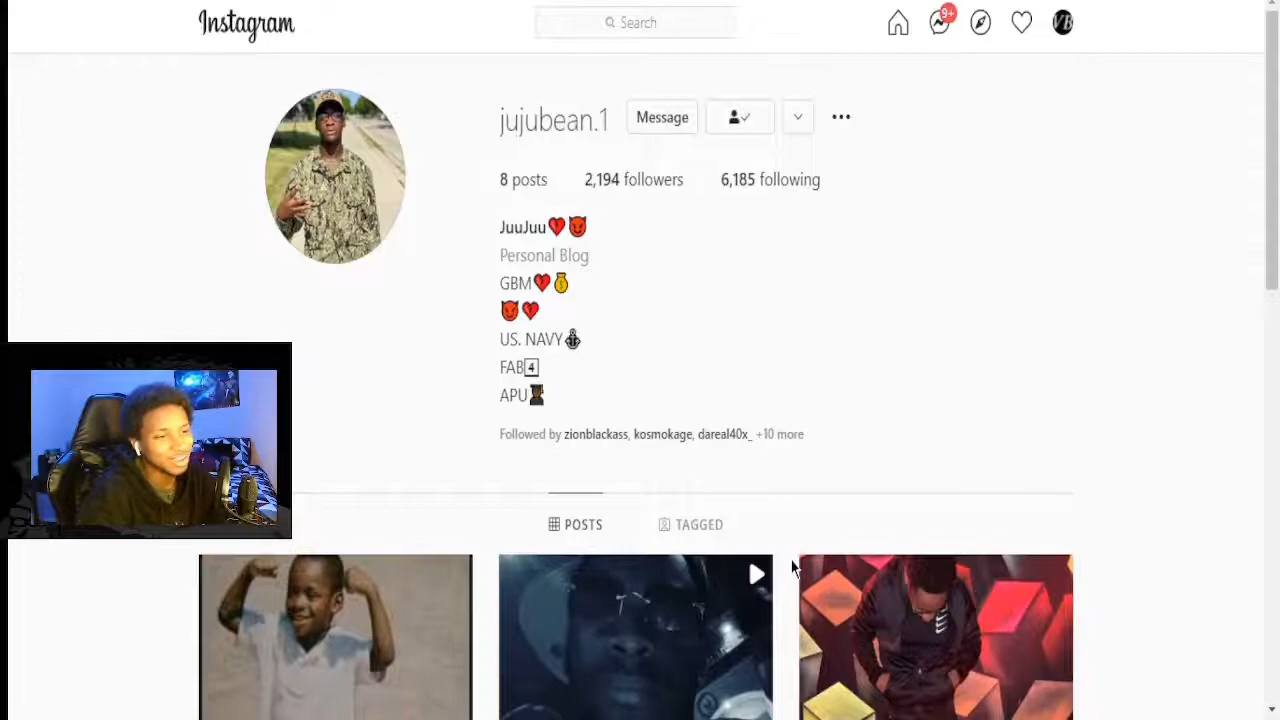 Instagram
Search
9+
VB
jujubean.1 Message
8 posts 2,194 followers 6,185 following
JuuJuu💔😈
Personal Blog
GBM💔💰
😈💔
US. NAVY⚓
FAB4️⃣
APU👨🏿‍🎓
Followed by zionblackass, kosmokage, dareal40x_ +10 more
POSTS TAGGED